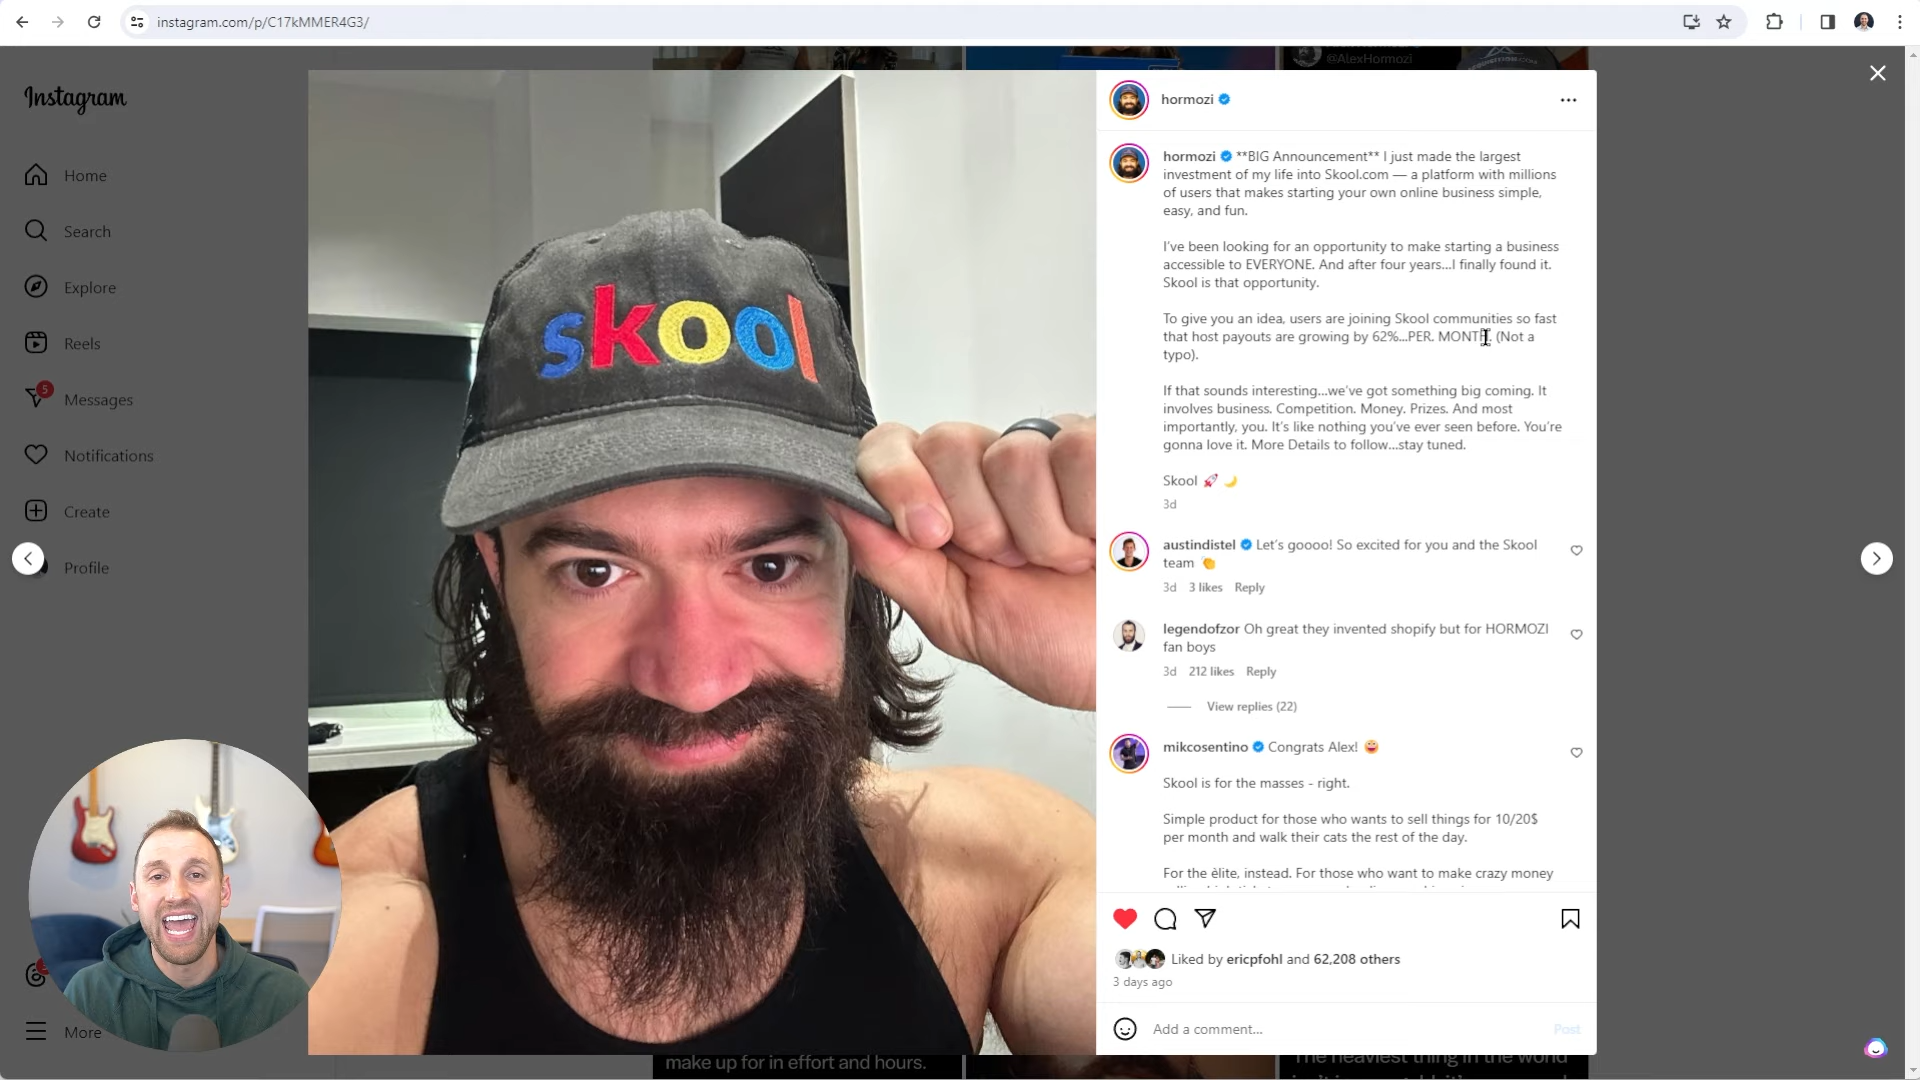 instagram.com/p/C17kMMER4G3/
@AlexHormozi
Instagram
Home
Search
Explore
Reels
5
Messages
Notifications
Create
Profile
More
skool
hormozi
hormozi **BIG Announcement** I just made the largest
investment of my life into Skool.com — a platform with millions
of users that makes starting your own online business simple,
easy, and fun.
I've been looking for an opportunity to make starting a business
accessible to EVERYONE. And after four years...I finally found it.
Skool is that opportunity.
To give you an idea, users are joining Skool communities so fast
that host payouts are growing by 62%...PER. MONTH. (Not a
typo).
If that sounds interesting...we've got something big coming. It
involves business. Competition. Money. Prizes. And most
importantly, you. It's like nothing you've ever seen before. You're
gonna love it. More Details to follow...stay tuned.
Skool 🚀 🌙
3d
austindistel Let's goooo! So excited for you and the Skool
team 👏
3d 3 likes Reply
legendofzor Oh great they invented shopify but for HORMOZI
fan boys
3d 212 likes Reply
View replies (22)
mikcosentino Congrats Alex! 😄
Skool is for the masses - right.
Simple product for those who wants to sell things for 10/20$
per month and walk their cats the rest of the day.
For the èlite, instead. For those who want to make crazy money
Liked by ericpfohl and 62,208 others
3 days ago
Add a comment...
Post
make up for in effort and hours.
The heaviest thing in the world